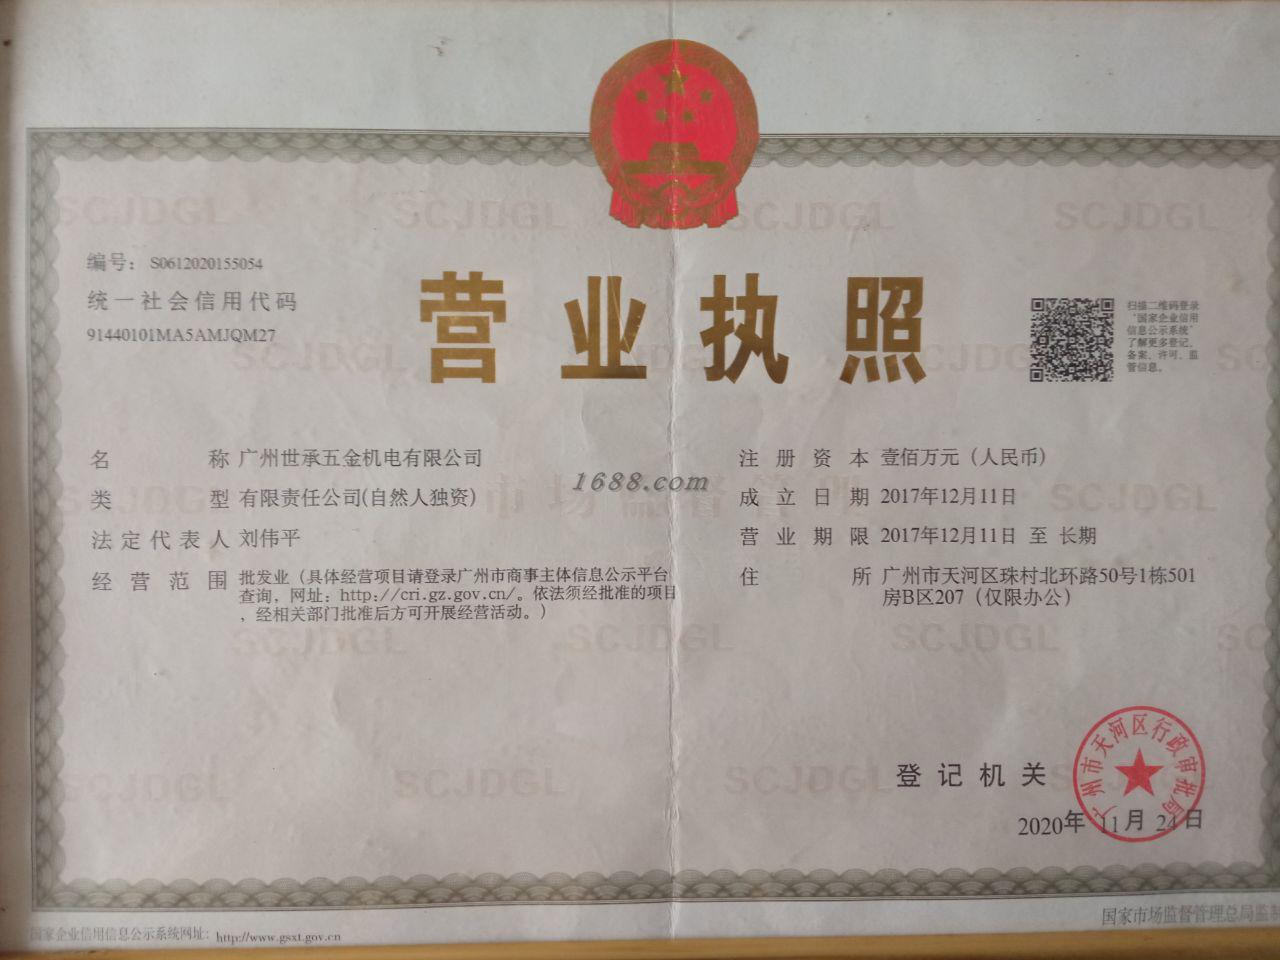 编号： S0612020155054
统一社会信用代码
91440101MA5AMJQM27
营业执照
扫描二维码登录
“国家企业信用
信息公示系统”
了解更多登记、
备案、许可、监
管信息。
名称 广州世承五金机电有限公司
类型 有限责任公司(自然人独资)
法定代表人 刘伟平
经营范围 批发业（具体经营项目请登录广州市商事主体信息公示平台
查询，网址：http://cri.gz.gov.cn/。依法须经批准的项目
，经相关部门批准后方可开展经营活动。）
注册资本 壹佰万元（人民币）
成立日期 2017年12月11日
营业期限 2017年12月11日 至 长期
住所 广州市天河区珠村北环路50号1栋501
房B区207（仅限办公）
1688.com
市场监督管理
SCJDGL SCJDGL SCJDGL SCJDGL
登记机关
广州市天河区行政审批局
2020年 11月 24日
国家企业信用信息公示系统网址： http://www.gsxt.gov.cn
国家市场监督管理总局监制